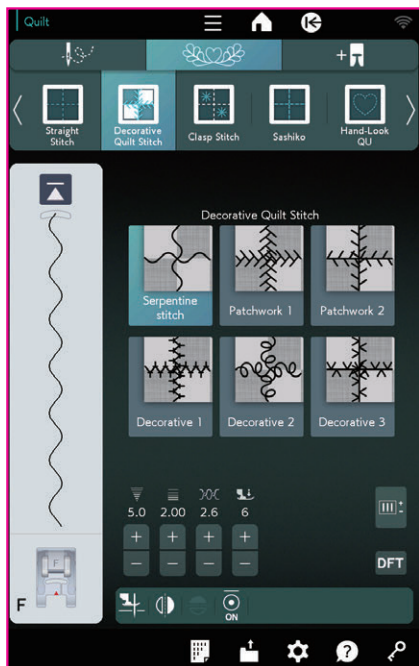 Quilt
Straight
Stitch
Decorative
Quilt Stitch
Clasp Stitch
Sashiko
Hand-Look
QU
Decorative Quilt Stitch
Serpentine
stitch
Patchwork 1
Patchwork 2
Decorative 1
Decorative 2
Decorative 3
5.0 2.00 2.6 6
+ + + +
− − − −
DFT
F
F
ON
?